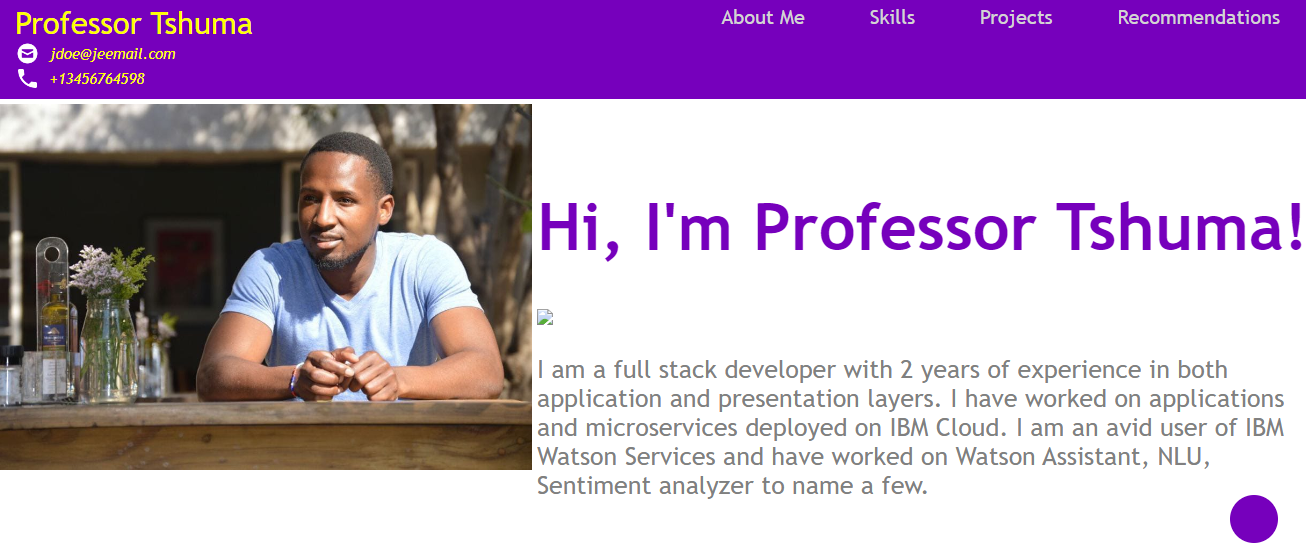 Professor Tshuma
jdoe@jeemail.com
+13456764598
About Me Skills Projects Recommendations
Hi, I'm Professor Tshuma!
I am a full stack developer with 2 years of experience in both
application and presentation layers. I have worked on applications
and microservices deployed on IBM Cloud. I am an avid user of IBM
Watson Services and have worked on Watson Assistant, NLU,
Sentiment analyzer to name a few.